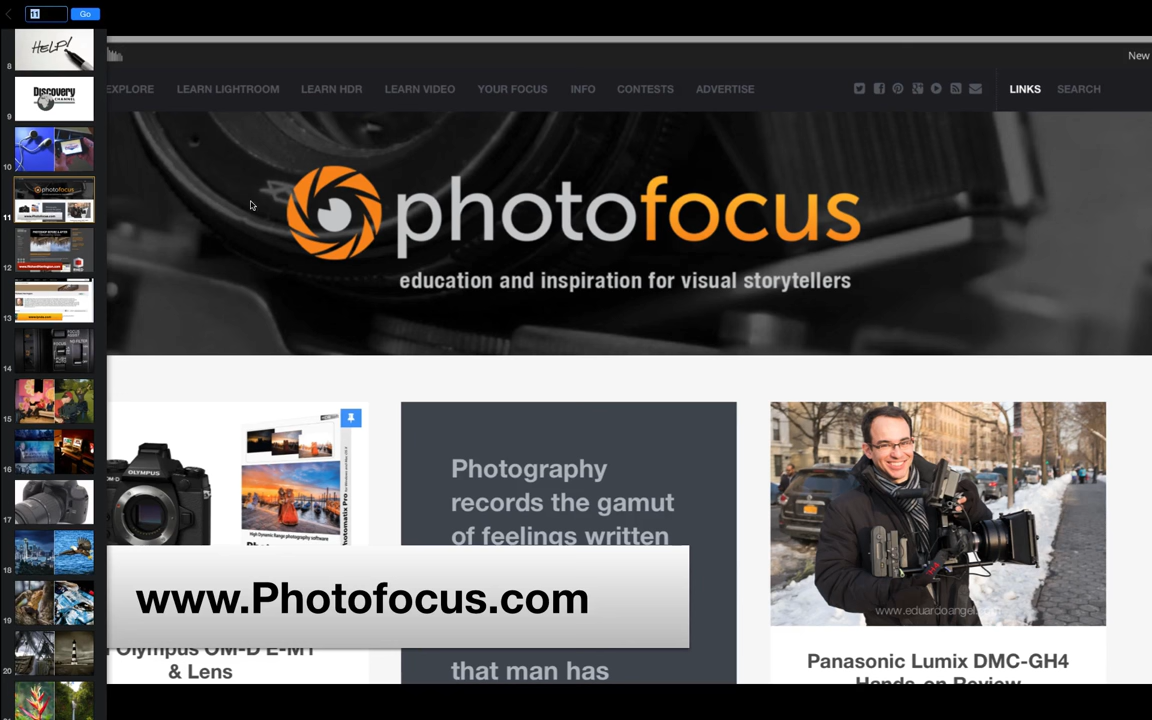 11
Go
HELP!
8
Discovery
CHANNEL
9
10
11
12
13
14
15
16
17
18
19
20
New
EXPLORE
LEARN LIGHTROOM
LEARN HDR
LEARN VIDEO
YOUR FOCUS
INFO
CONTESTS
ADVERTISE
LINKS
SEARCH
photofocus
education and inspiration for visual storytellers
OLYMPUS
Photography
records the gamut
of feelings written
that man has
www.Photofocus.com
Olympus OM-D E-M1
& Lens
www.eduardoangel.com
Panasonic Lumix DMC-GH4
Hands-on Review